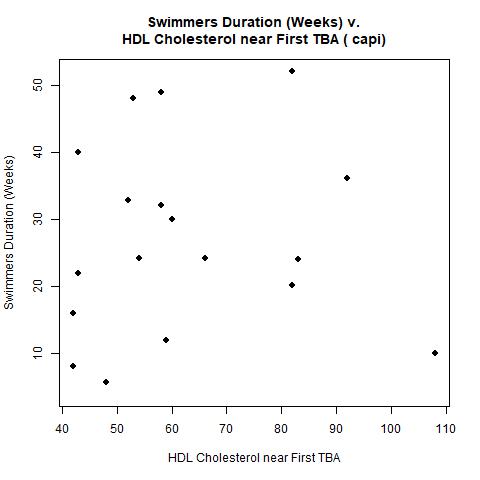 Swimmers Duration (Weeks) v.
HDL Cholesterol near First TBA ( capi)
Swimmers Duration (Weeks)
50
40
30
20
10
40 50 60 70 80 90 100 110
HDL Cholesterol near First TBA